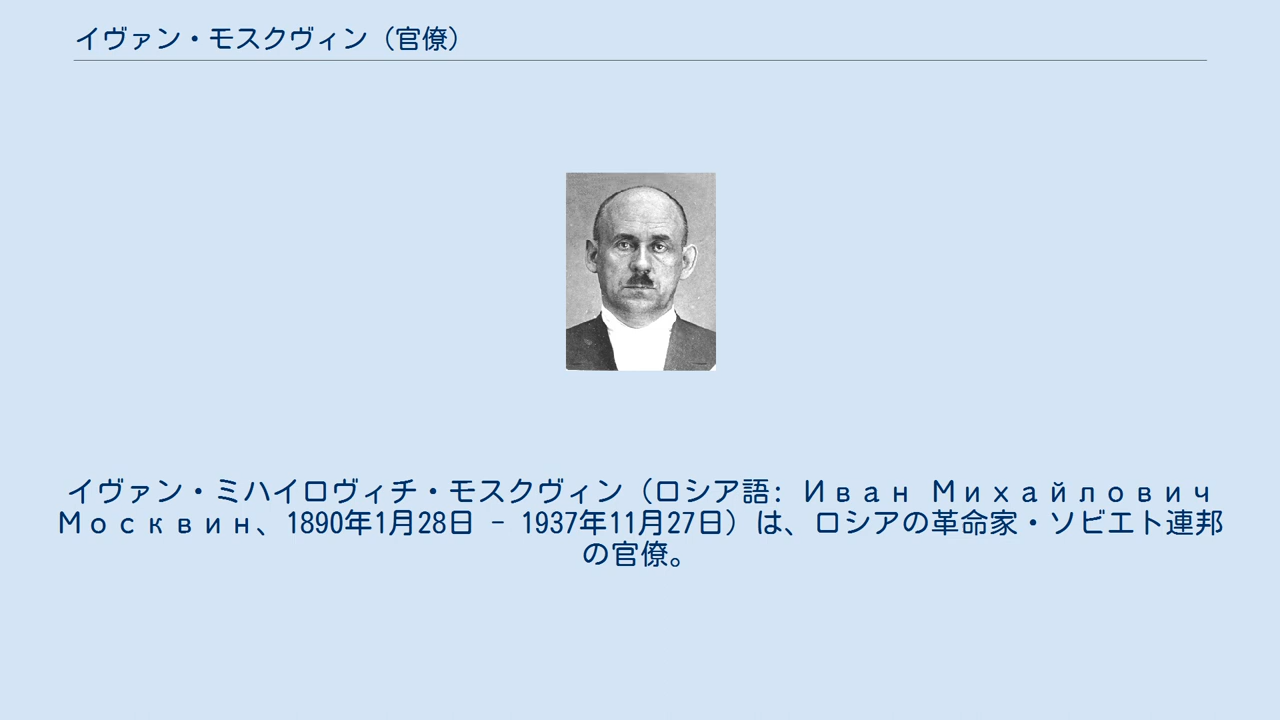 イヴァン・モスクヴィン（官僚）
イヴァン・ミハイロヴィチ・モスクヴィン（ロシア語: Иван Михайлович
Москвин、1890年1月28日 - 1937年11月27日）は、ロシアの革命家・ソビエト連邦
の官僚。